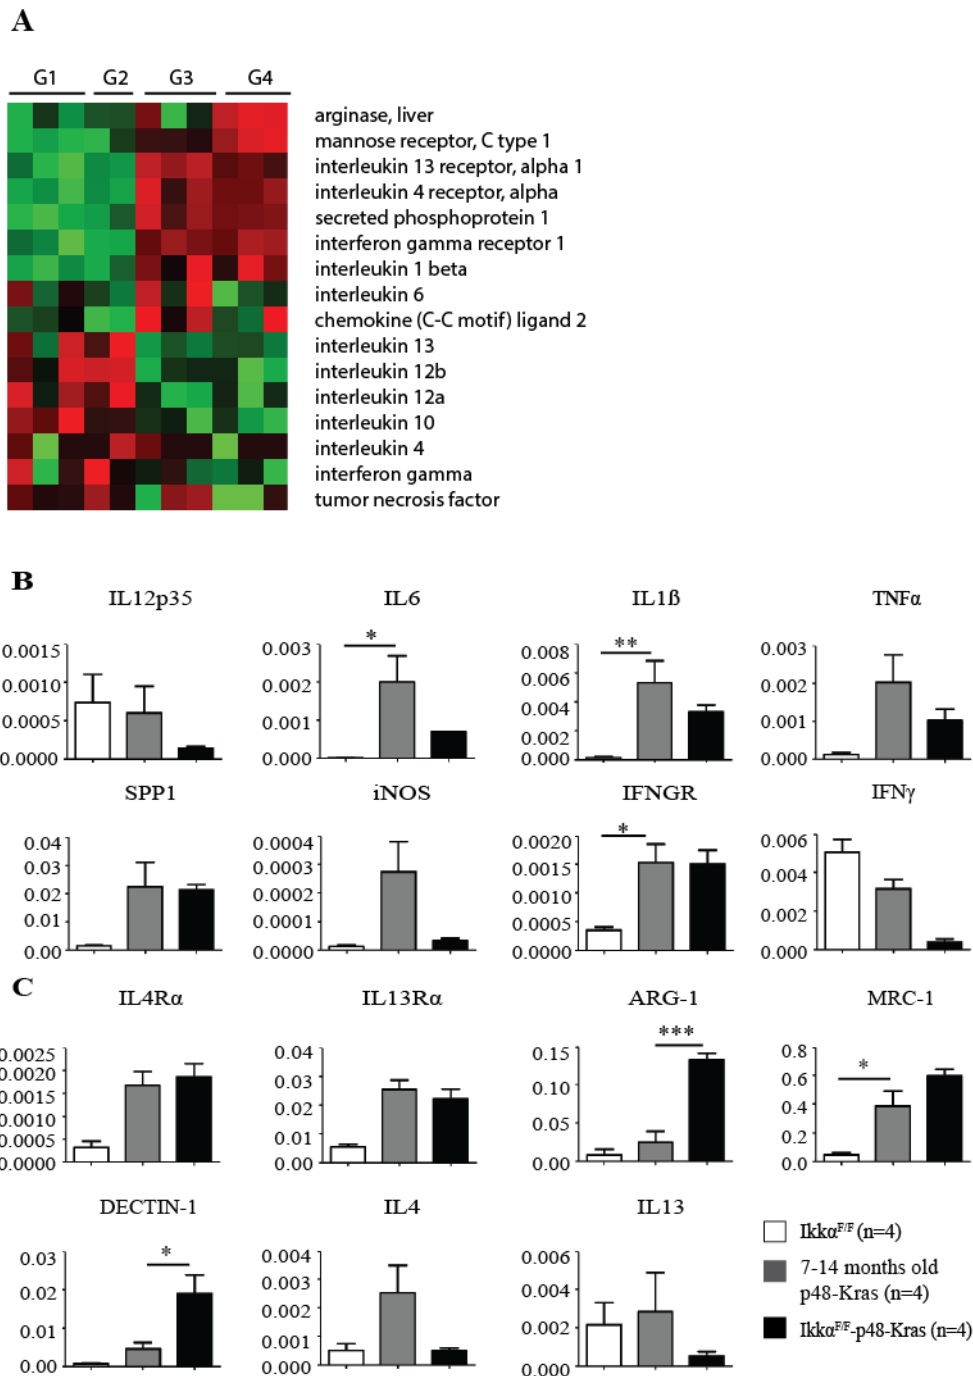 A
G1 G2 G3 G4
arginase, liver
mannose receptor, C type 1
interleukin 13 receptor, alpha 1
interleukin 4 receptor, alpha
secreted phosphoprotein 1
interferon gamma receptor 1
interleukin 1 beta
interleukin 6
chemokine (C-C motif) ligand 2
interleukin 13
interleukin 12b
interleukin 12a
interleukin 10
interleukin 4
interferon gamma
tumor necrosis factor
B
IL12p35
0.0015
0.0010
0.0005
0.0000
IL6
*
0.003
0.002
0.001
0.000
IL1ß
**
0.008
0.006
0.004
0.002
0.000
TNFα
0.003
0.002
0.001
0.000
SPP1
0.04
0.03
0.02
0.01
0.00
iNOS
0.0004
0.0003
0.0002
0.0001
0.0000
IFNGR
*
0.0020
0.0015
0.0010
0.0005
0.0000
IFNγ
0.006
0.004
0.002
0.000
C
IL4Rα
0.0025
0.0020
0.0015
0.0010
0.0005
0.0000
IL13Rα
0.04
0.03
0.02
0.01
0.00
ARG-1
***
0.15
0.10
0.05
0.00
MRC-1
*
0.8
0.6
0.4
0.2
0.0
DECTIN-1
*
0.03
0.02
0.01
0.00
IL4
0.004
0.003
0.002
0.001
0.000
IL13
0.006
0.004
0.002
0.000
Ikkα^F/F (n=4)
7-14 months old
p48-Kras (n=4)
Ikkα^F/F-p48-Kras (n=4)